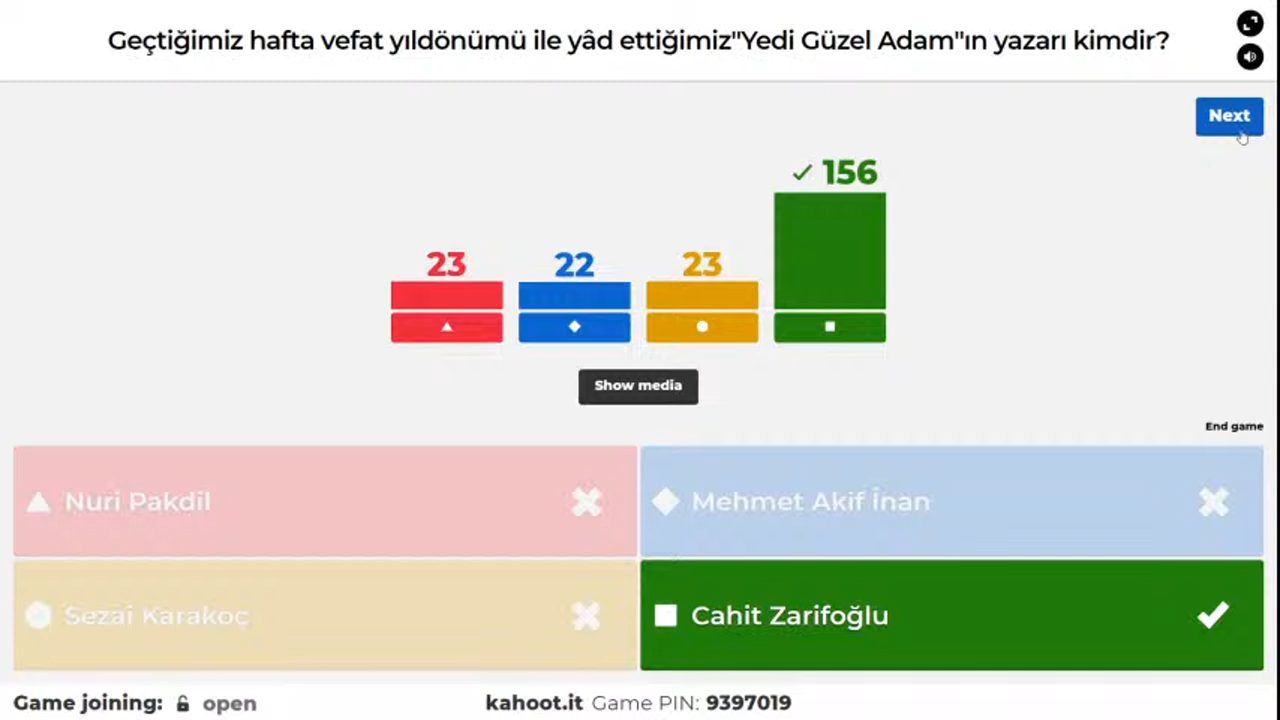 Geçtiğimiz hafta vefat yıldönümü ile yâd ettiğimiz"Yedi Güzel Adam"ın yazarı kimdir?
Next
156
23
22
23
Show media
End game
Nuri Pakdil
Mehmet Akif İnan
Sezai Karakoç
Cahit Zarifoğlu
Game joining: open
kahoot.it Game PIN: 9397019